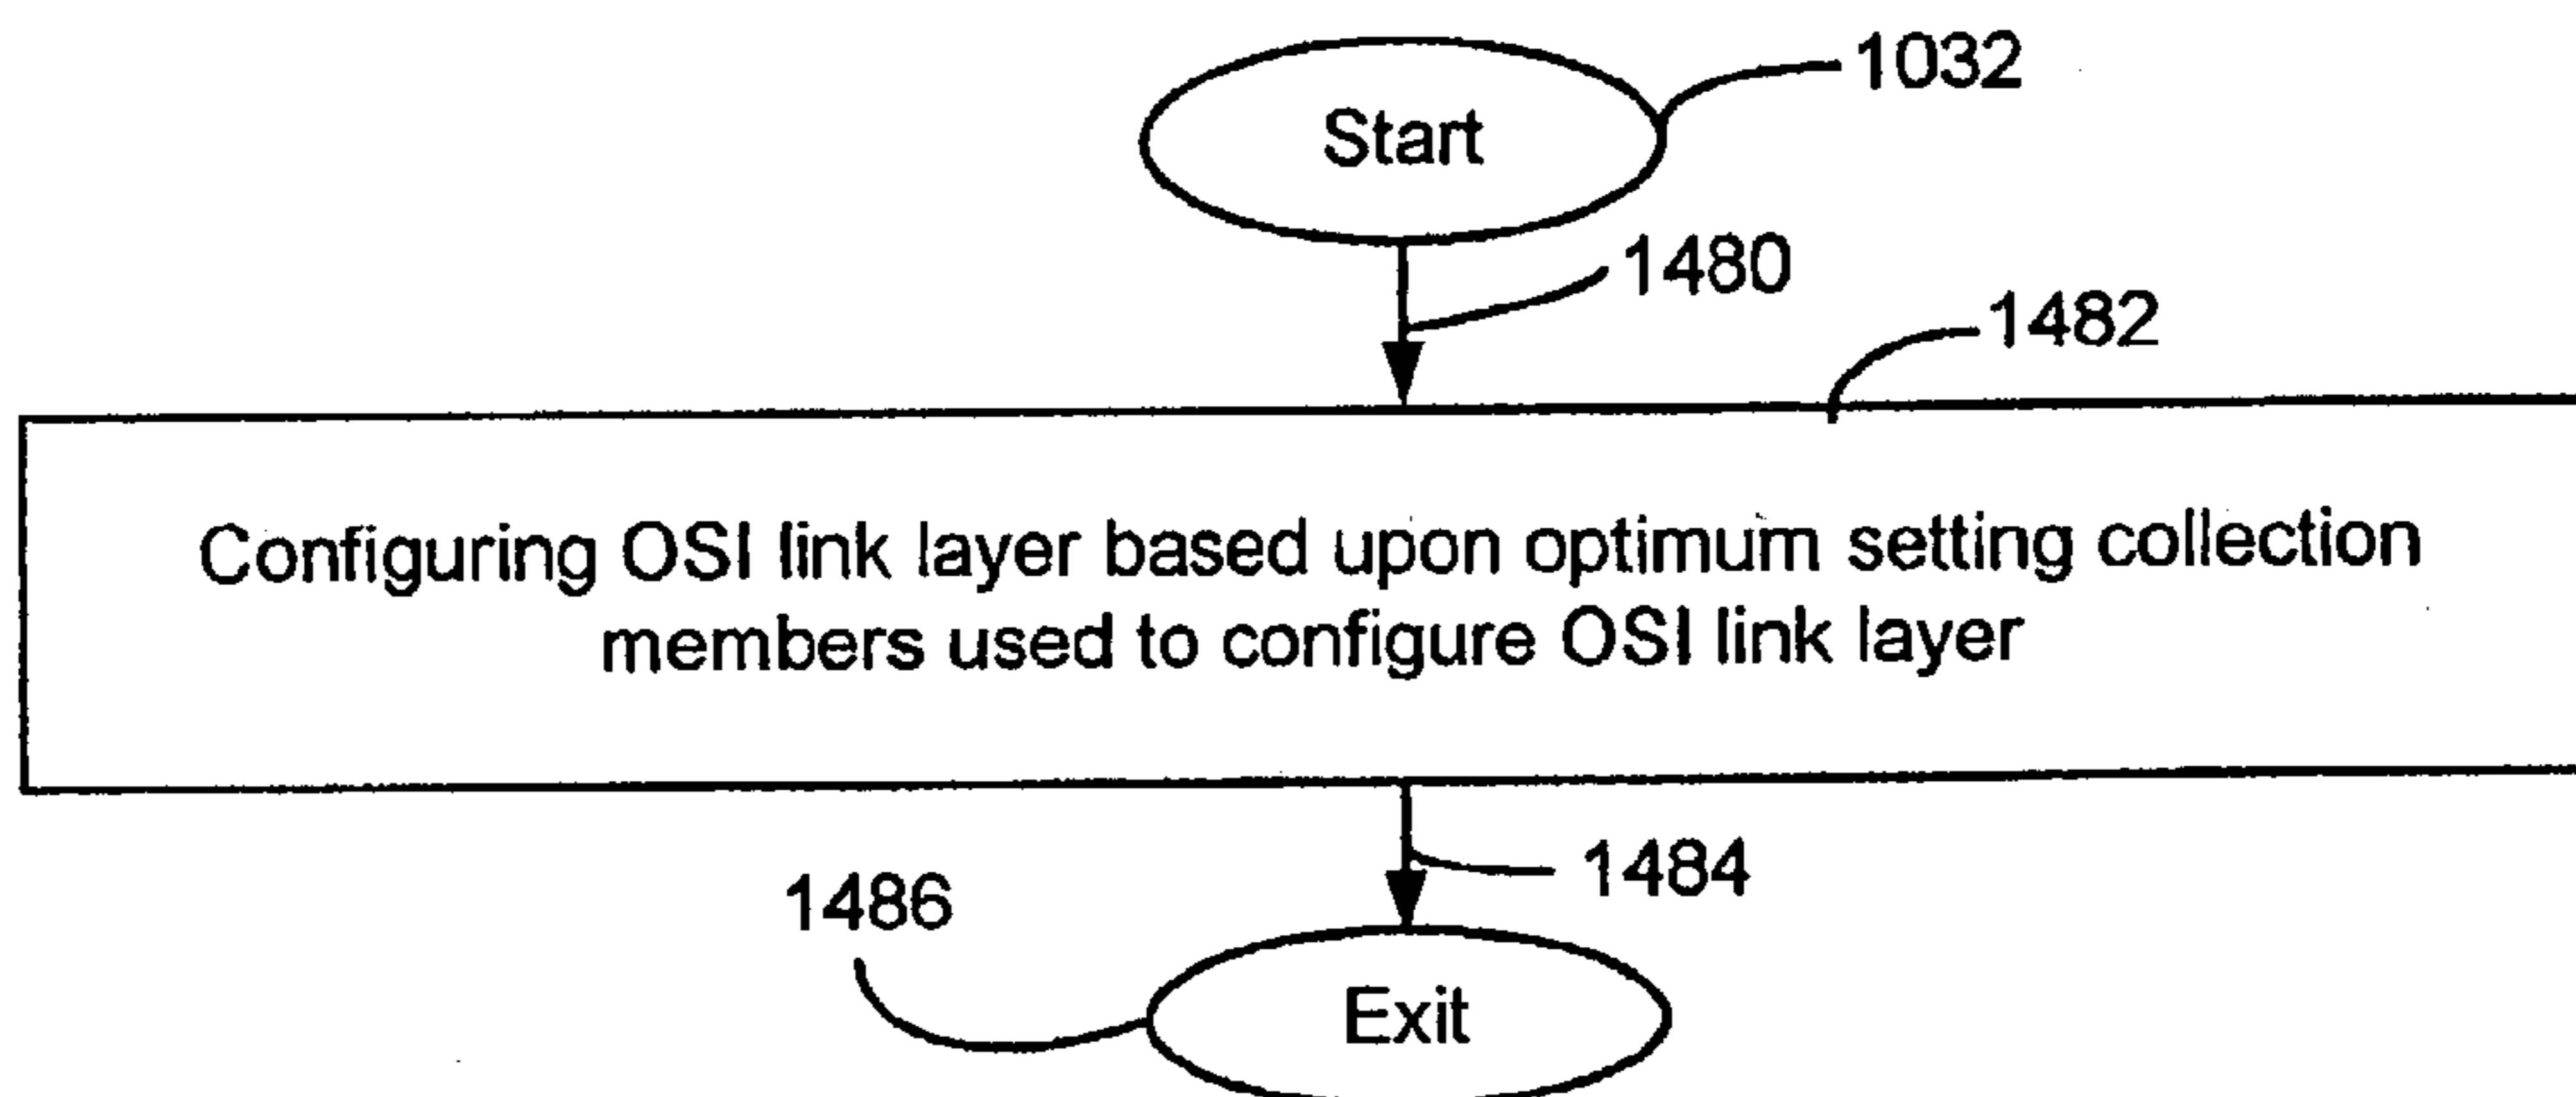 Start
1032
1480
1482
Configuring OSI link layer based upon optimum setting collection
members used to configure OSI link layer
1484
1486
Exit